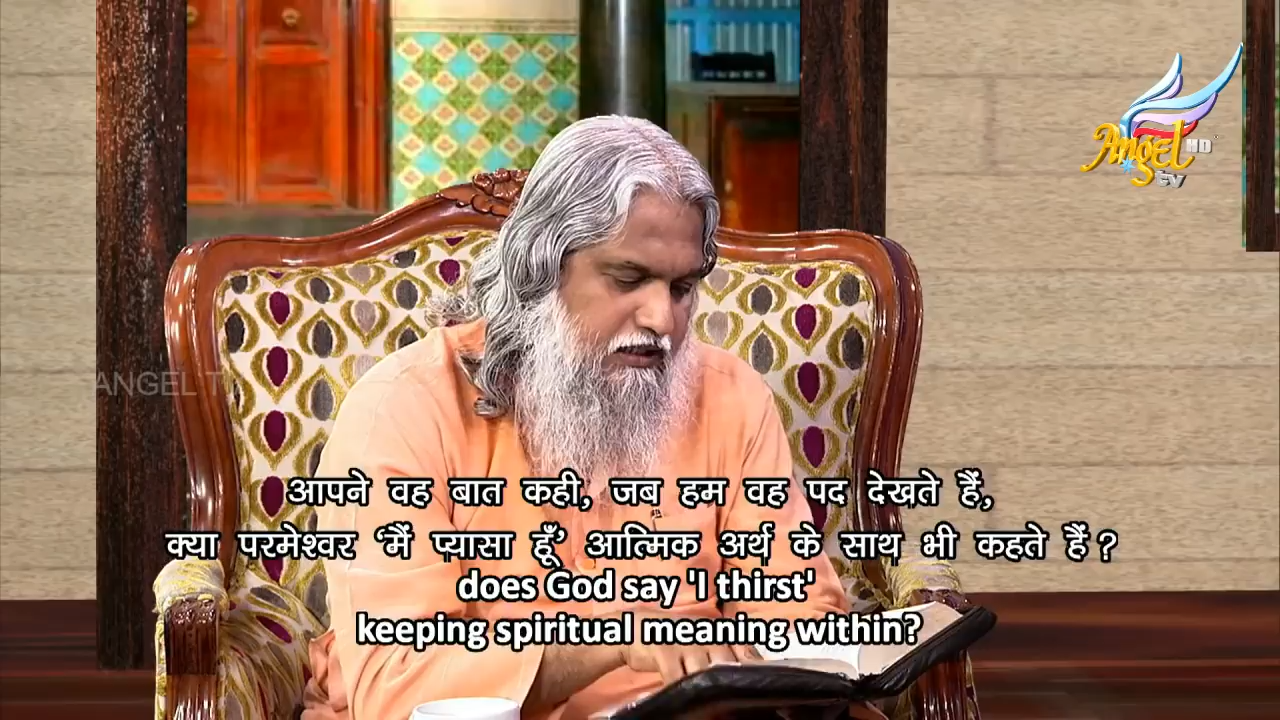 Angel HD
tv
ANGEL T
आपने वह बात कही, जब हम वह पद देखते हैं,
क्या परमेश्वर ‘मैं प्यासा हूँ’ आत्मिक अर्थ के साथ भी कहते हैं ?
does God say 'I thirst'
keeping spiritual meaning within?